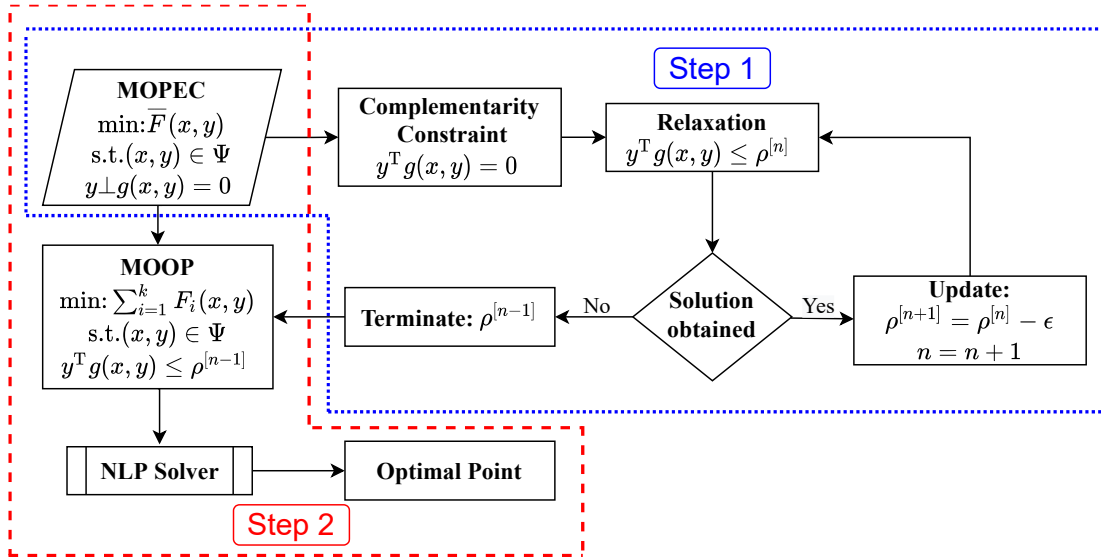 Step 1
MOPEC
min: F̅(x, y)
s.t.(x, y) ∈ Ψ
y⊥g(x, y) = 0
Complementarity
Constraint
yᵀg(x, y) = 0
Relaxation
yᵀg(x, y) ≤ ρ^[n]
MOOP
min: ∑_{i=1}^{k} F_i(x, y)
s.t.(x, y) ∈ Ψ
yᵀg(x, y) ≤ ρ^[n−1]
Terminate: ρ^[n−1]
No
Solution
obtained
Yes
Update:
ρ^[n+1] = ρ^[n] − ϵ
n = n + 1
NLP Solver
Optimal Point
Step 2